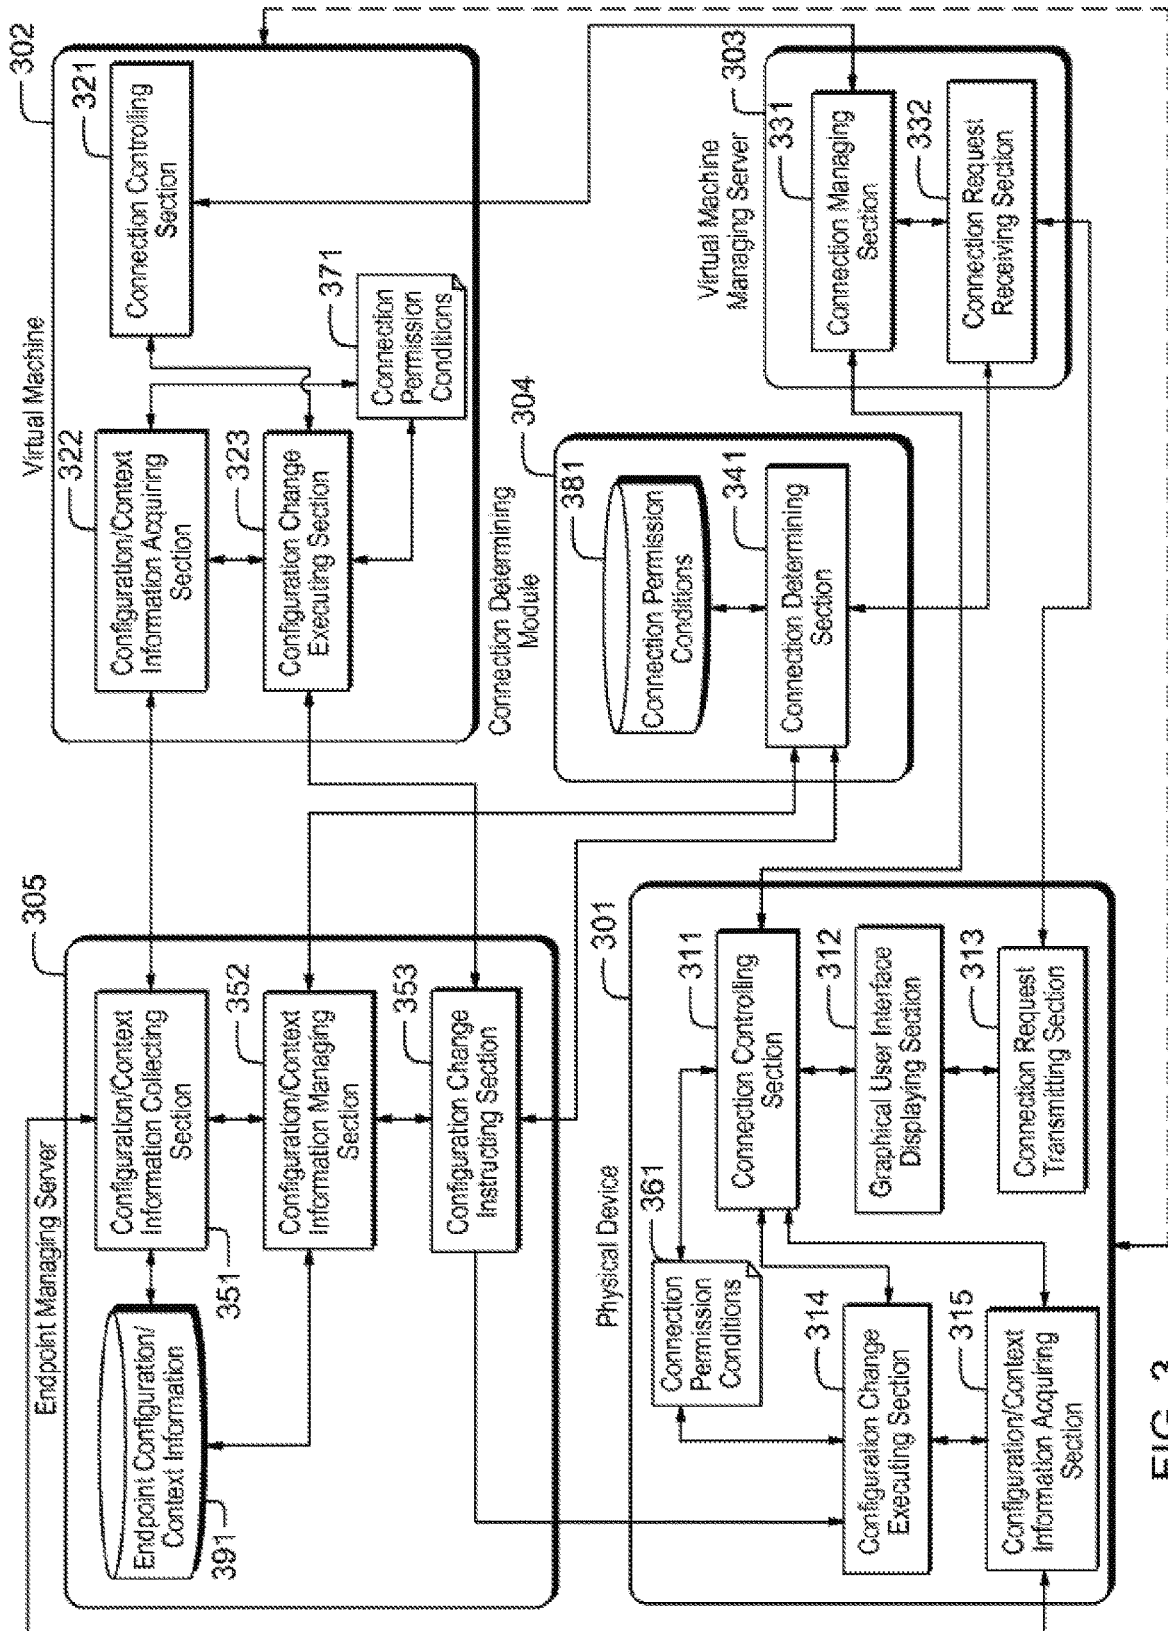 Endpoint Managing Server
305
Endpoint Configuration/
Context Information
391
Configuration/Context
Information Collecting
Section
351
Configuration/Context
Information Managing
Section
352
Configuration Change
Instructing Section
353
Virtual Machine
302
Configuration/Context
Information Acquiring
Section
322
Configuration Change
Executing Section
323
Connection Controlling
Section
321
Connection
Permission
Conditions
371
Connection Determining
Module
304
Connection Permission
Conditions
381
Connection Determining
Section
341
Virtual Machine
Managing Server
303
Connection Managing
Section
331
Connection Request
Receiving Section
332
Physical Device
301
Connection
Permission
Conditions
361
Connection Controlling
Section
311
Graphical User Interface
Displaying Section
312
Connection Request
Transmitting Section
313
Configuration Change
Executing Section
314
Configuration/Context
Information Acquiring
Section
315
FIG. 3